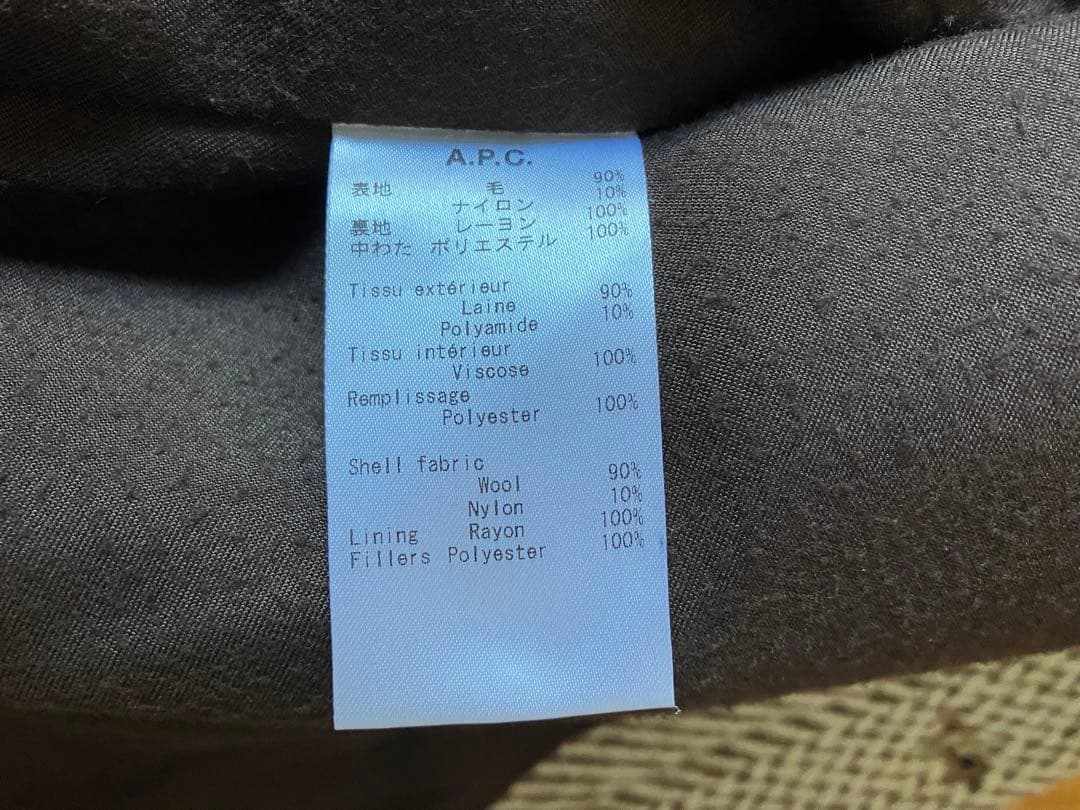 A.P.C.
表地 毛 90%
ナイロン 10%
裏地 レーヨン 100%
中わた ポリエステル 100%
Tissu extérieur
Laine 90%
Polyamide 10%
Tissu intérieur
Viscose 100%
Remplissage
Polyester 100%
Shell fabric
Wool 90%
Nylon 10%
Lining Rayon 100%
Fillers Polyester 100%